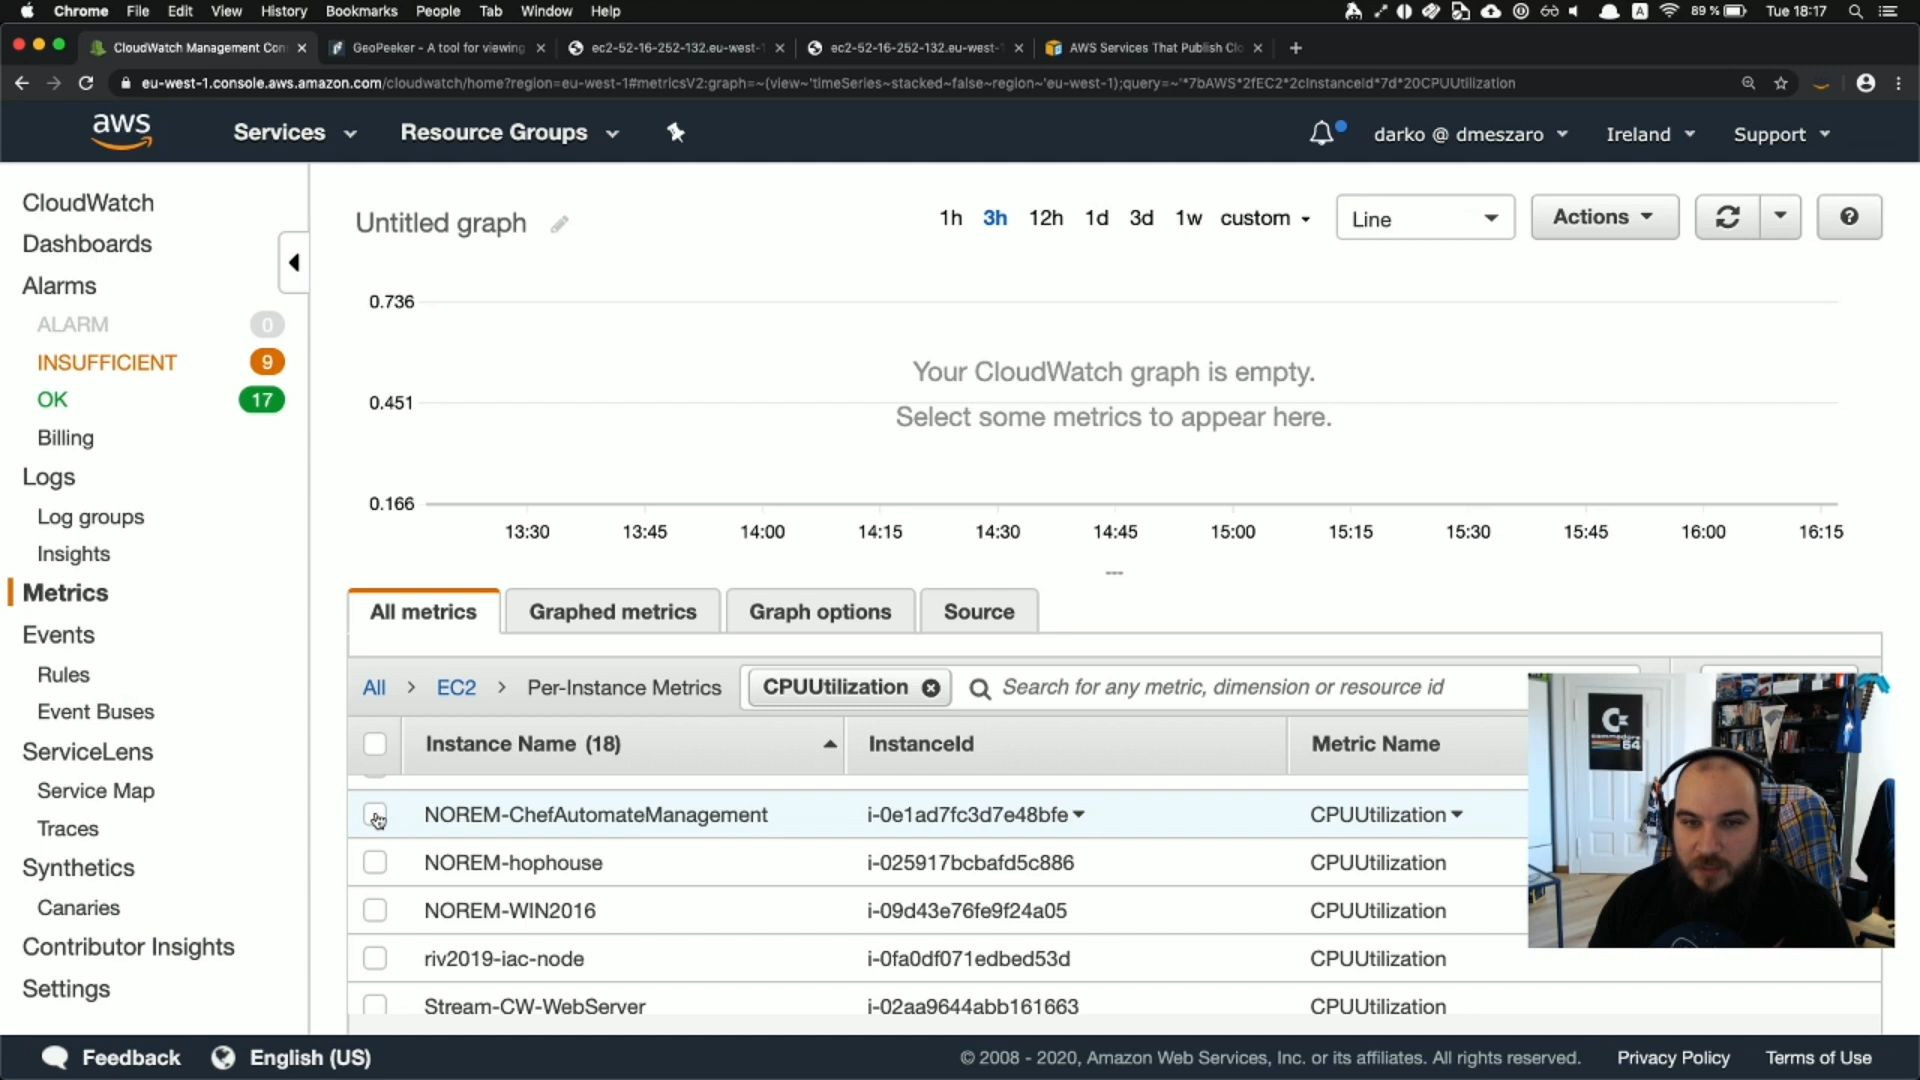 Chrome File Edit View History Bookmarks People Tab Window Help
89 % Tue 18:17
CloudWatch Management Con
GeoPeeker - A tool for viewing
ec2-52-16-252-132.eu-west-1
ec2-52-16-252-132.eu-west-1
AWS Services That Publish Clo
eu-west-1.console.aws.amazon.com/cloudwatch/home?region=eu-west-1#metricsV2:graph=~(view~'timeSeries~stacked~false~region~'eu-west-1);query=~'*7bAWS*2fEC2*2cInstanceId*7d*20CPUUtilization
aws Services Resource Groups darko @ dmeszaro Ireland Support
CloudWatch
Dashboards
Alarms
ALARM 0
INSUFFICIENT 9
OK 17
Billing
Logs
Log groups
Insights
Metrics
Events
Rules
Event Buses
ServiceLens
Service Map
Traces
Synthetics
Canaries
Contributor Insights
Settings
Untitled graph
1h 3h 12h 1d 3d 1w custom Line Actions
0.736
Your CloudWatch graph is empty.
0.451
Select some metrics to appear here.
0.166
13:30 13:45 14:00 14:15 14:30 14:45 15:00 15:15 15:30 15:45 16:00 16:15
All metrics Graphed metrics Graph options Source
All > EC2 > Per-Instance Metrics CPUUtilization Search for any metric, dimension or resource id
Instance Name (18) InstanceId Metric Name
NOREM-ChefAutomateManagement i-0e1ad7fc3d7e48bfe CPUUtilization
NOREM-hophouse i-025917bcbafd5c886 CPUUtilization
NOREM-WIN2016 i-09d43e76fe9f24a05 CPUUtilization
riv2019-iac-node i-0fa0df071edbed53d CPUUtilization
Stream-CW-WebServer i-02aa9644abb161663 CPUUtilization
commodore
64
Feedback English (US)
© 2008 - 2020, Amazon Web Services, Inc. or its affiliates. All rights reserved. Privacy Policy Terms of Use